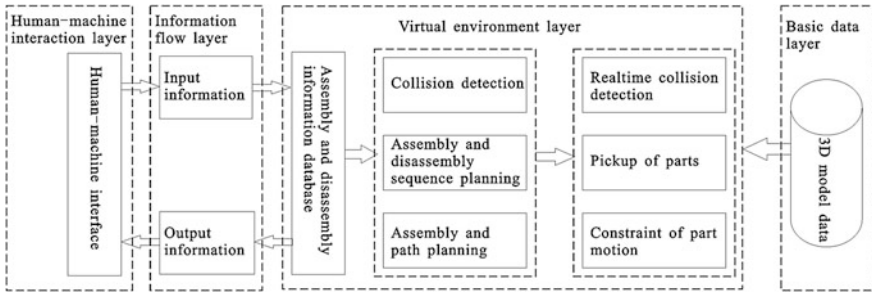 Human-machine
interaction layer
Human-machine interface
Information
flow layer
Input
information
Output
information
Virtual environment layer
Assembly and disassembly
information database
Collision detection
Assembly and
disassembly
sequence planning
Assembly and
path planning
Realtime collision
detection
Pickup of parts
Constraint of part
motion
Basic data
layer
3D model data